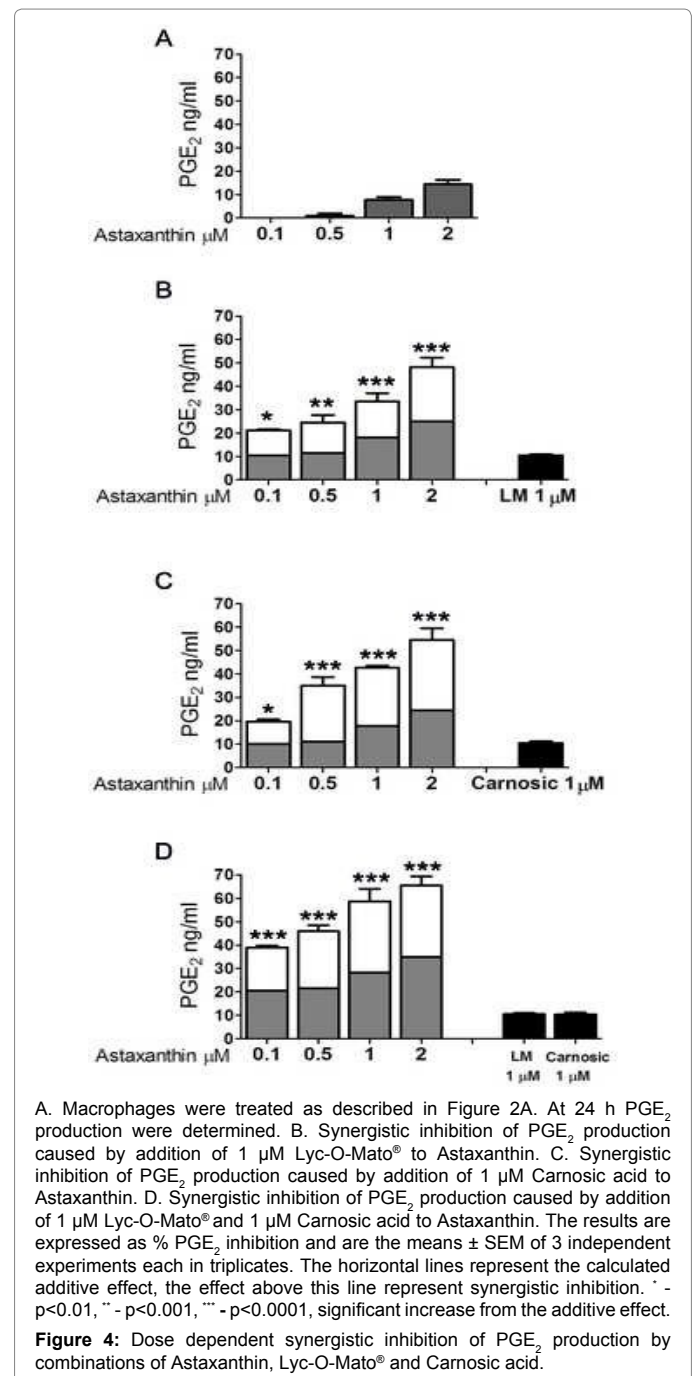 A
70
60
50
40
30
20
10
0
PGE₂ ng/ml
Astaxanthin µM 0.1 0.5 1 2
B
70
60
50
40
30
20
10
0
PGE₂ ng/ml
* ** *** ***
Astaxanthin µM 0.1 0.5 1 2 LM 1 µM
C
70
60
50
40
30
20
10
0
PGE₂ ng/ml
* *** *** ***
Astaxanthin µM 0.1 0.5 1 2 Carnosic 1µM
D
70
60
50
40
30
20
10
0
PGE₂ ng/ml
*** *** *** ***
Astaxanthin µM 0.1 0.5 1 2 LM Carnosic
1 µM 1 µM
A. Macrophages were treated as described in Figure 2A. At 24 h PGE₂
production were determined. B. Synergistic inhibition of PGE₂ production
caused by addition of 1 µM Lyc-O-Mato® to Astaxanthin. C. Synergistic
inhibition of PGE₂ production caused by addition of 1 µM Carnosic acid to
Astaxanthin. D. Synergistic inhibition of PGE₂ production caused by addition
of 1 µM Lyc-O-Mato® and 1 µM Carnosic acid to Astaxanthin. The results are
expressed as % PGE₂ inhibition and are the means ± SEM of 3 independent
experiments each in triplicates. The horizontal lines represent the calculated
additive effect, the effect above this line represent synergistic inhibition. * -
p<0.01, ** - p<0.001, *** - p<0.0001, significant increase from the additive effect.
Figure 4: Dose dependent synergistic inhibition of PGE₂ production by
combinations of Astaxanthin, Lyc-O-Mato® and Carnosic acid.